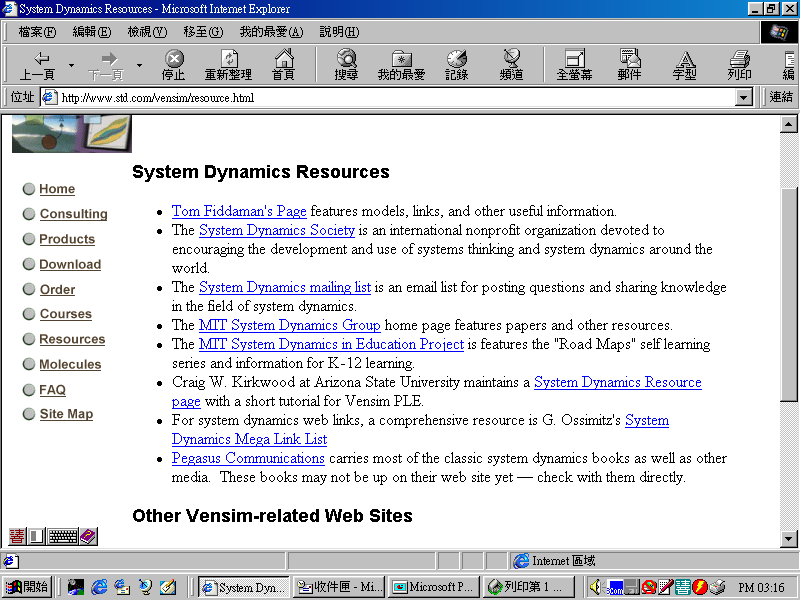 System Dynamics Resources - Microsoft Internet Explorer
檔案(F) 編輯(E) 檢視(V) 移至(G) 我的最愛(A) 說明(H)
上一頁 下一頁 停止 重新整理 首頁 搜尋 我的最愛 記錄 頻道 全螢幕 郵件 字型 列印 編
位址 http://www.std.com/vensim/resource.html 連結
System Dynamics Resources
Home
Consulting
Products
Download
Order
Courses
Resources
Molecules
FAQ
Site Map
Tom Fiddaman's Page features models, links, and other useful information.
The System Dynamics Society is an international nonprofit organization devoted to
encouraging the development and use of systems thinking and system dynamics around the
world.
The System Dynamics mailing list is an email list for posting questions and sharing knowledge
in the field of system dynamics.
The MIT System Dynamics Group home page features papers and other resources.
The MIT System Dynamics in Education Project is features the "Road Maps" self learning
series and information for K-12 learning.
Craig W. Kirkwood at Arizona State University maintains a System Dynamics Resource
page with a short tutorial for Vensim PLE.
For system dynamics web links, a comprehensive resource is G. Ossimitz's System
Dynamics Mega Link List
Pegasus Communications carries most of the classic system dynamics books as well as other
media. These books may not be up on their web site yet — check with them directly.
Other Vensim-related Web Sites
Internet 區域
開始 System Dyn... 收件匣 - Mi... Microsoft P... 列印第 1 ... PM 03:16